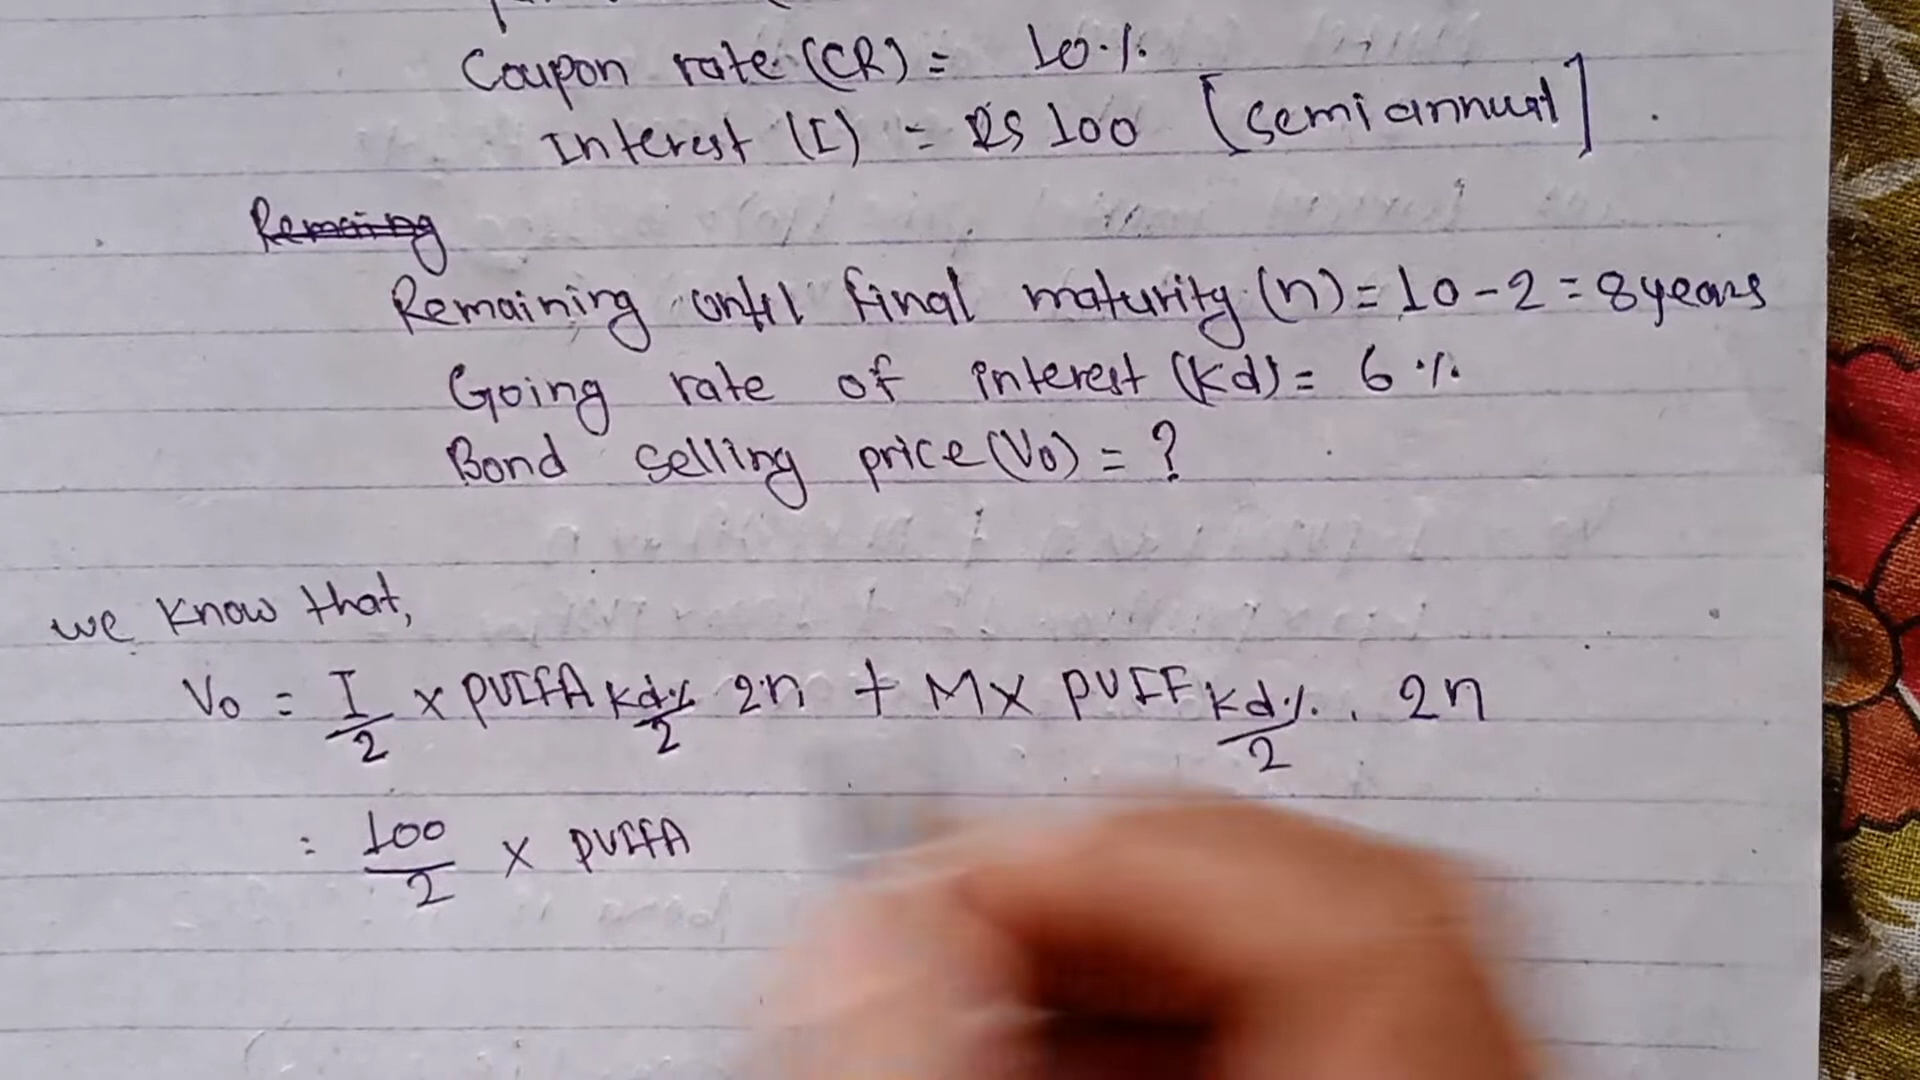 Coupon rate (CR) = 10%
Interest (I) = RS 100 [semiannual]
Remaing
Remaining until final maturity (n) = 10 - 2 = 8 years
Going rate of interest (kd) = 6%
Bond selling price (V0) = ?
we know that,
V0 = I/2 x PVIFA kd%/2 2n + M x PVIF kd%/2 . 2n
= 100/2 x PVIFA